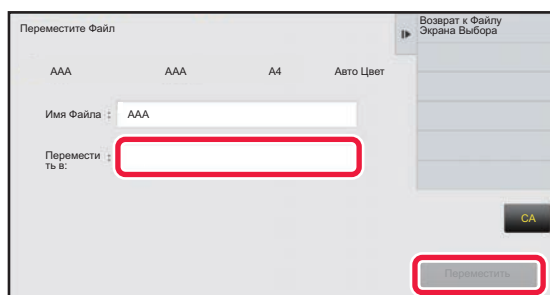 Переместите Файл
Возврат к Файлу
Экрана Выбора
AAA AAA A4 Авто Цвет
Имя Файла : AAA
Перемести :
ть в:
CA
Переместить